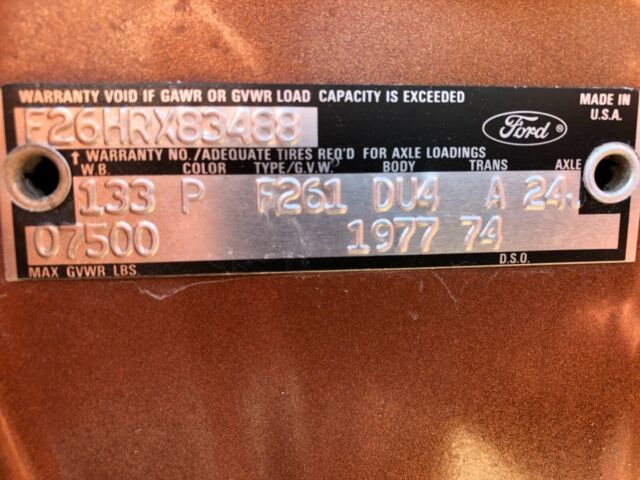 WARRANTY VOID IF GAWR OR GVWR LOAD CAPACITY IS EXCEEDED
MADE IN U.S.A.
F26HRX83488
Ford ®
↑ WARRANTY NO./ADEQUATE TIRES REQ'D FOR AXLE LOADINGS
W.B. COLOR TYPE/G.V.W. BODY TRANS AXLE
133 P F261 DU4 A 24J
07500 1977 74
MAX GVWR LBS. D.S.O.